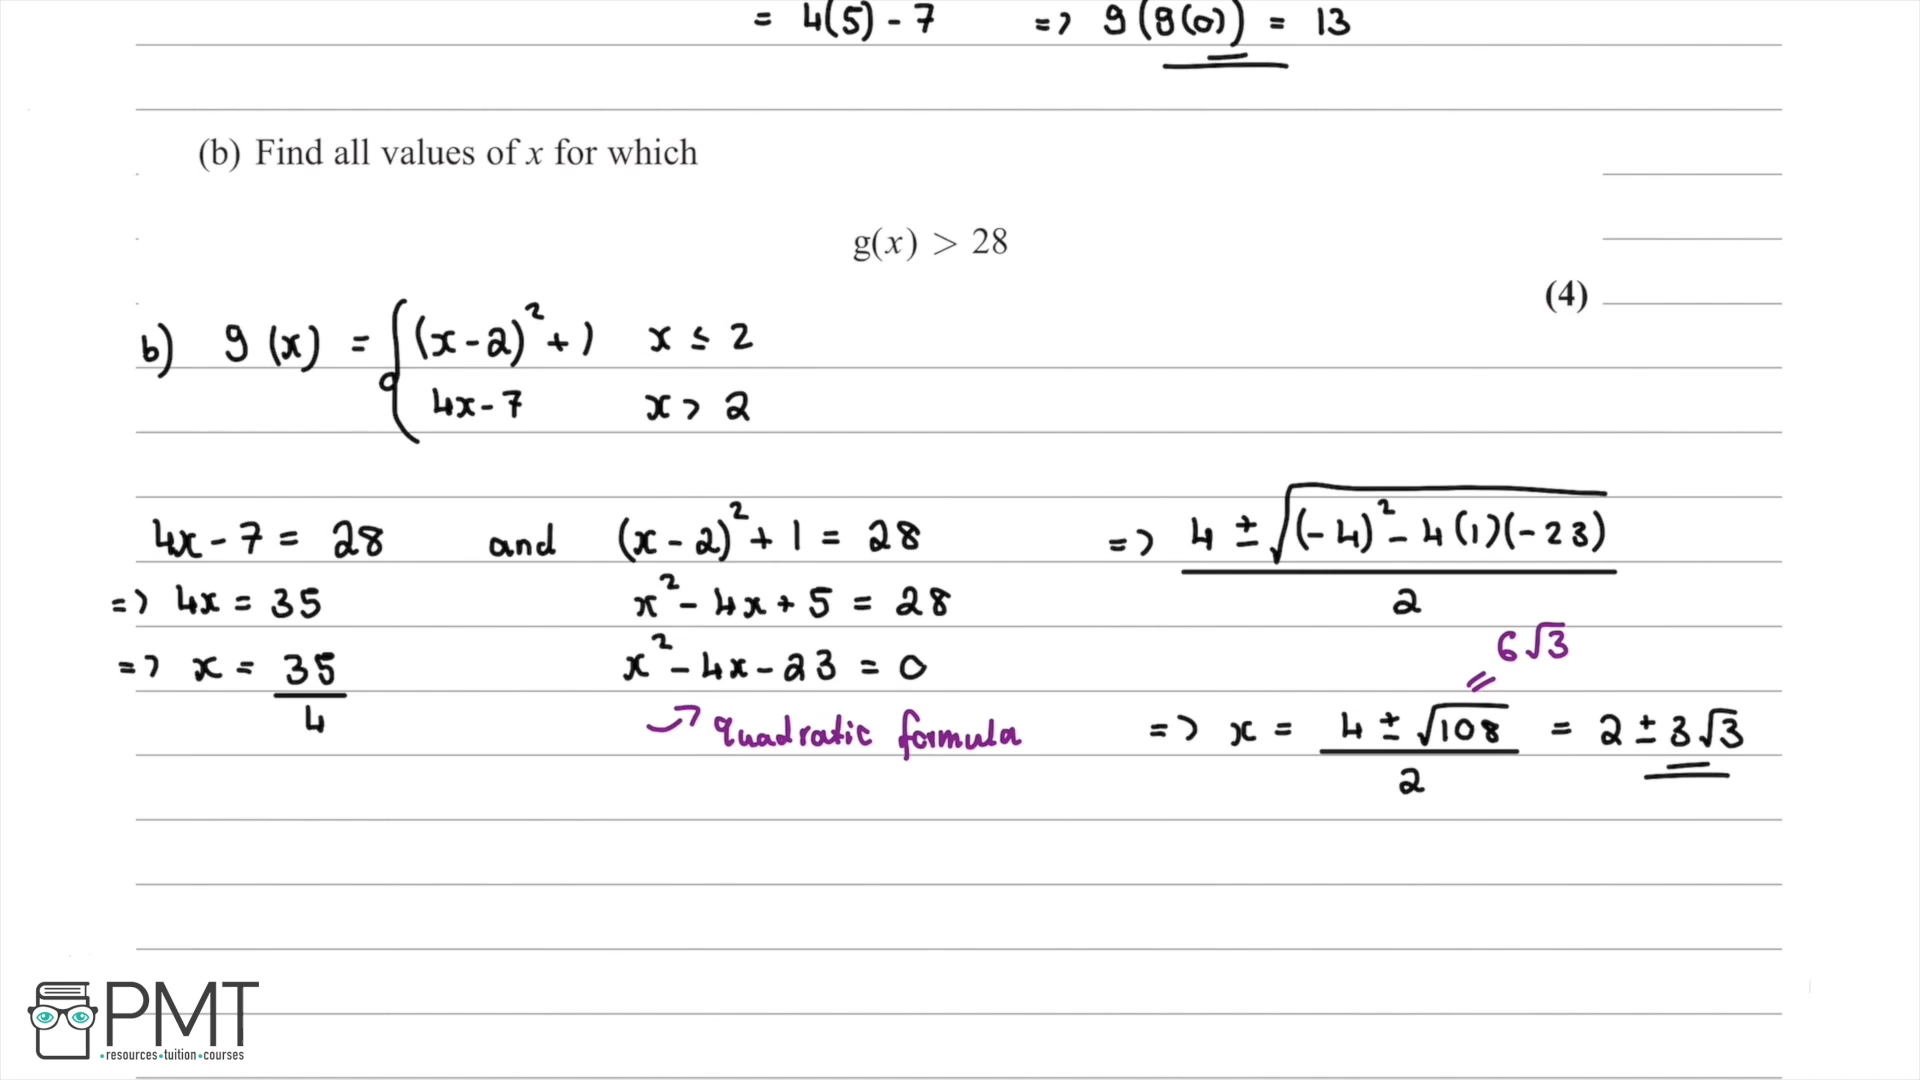 = 4(5) - 7 => g(g(0)) = 13
(b) Find all values of x for which
g(x) > 28
(4)
b) g(x) = { (x-2)² + 1 x ≤ 2
4x - 7 x > 2
4x - 7 = 28 and (x - 2)² + 1 = 28 => 4 ± √((-4)² - 4(1)(-23)) / 2
=> 4x = 35 x² - 4x + 5 = 28
=> x = 35/4 x² - 4x - 23 = 0
6√3
=
→ quadratic formula => x = 4 ± √108 / 2 = 2 ± 3√3
PMT
•resources•tuition•courses